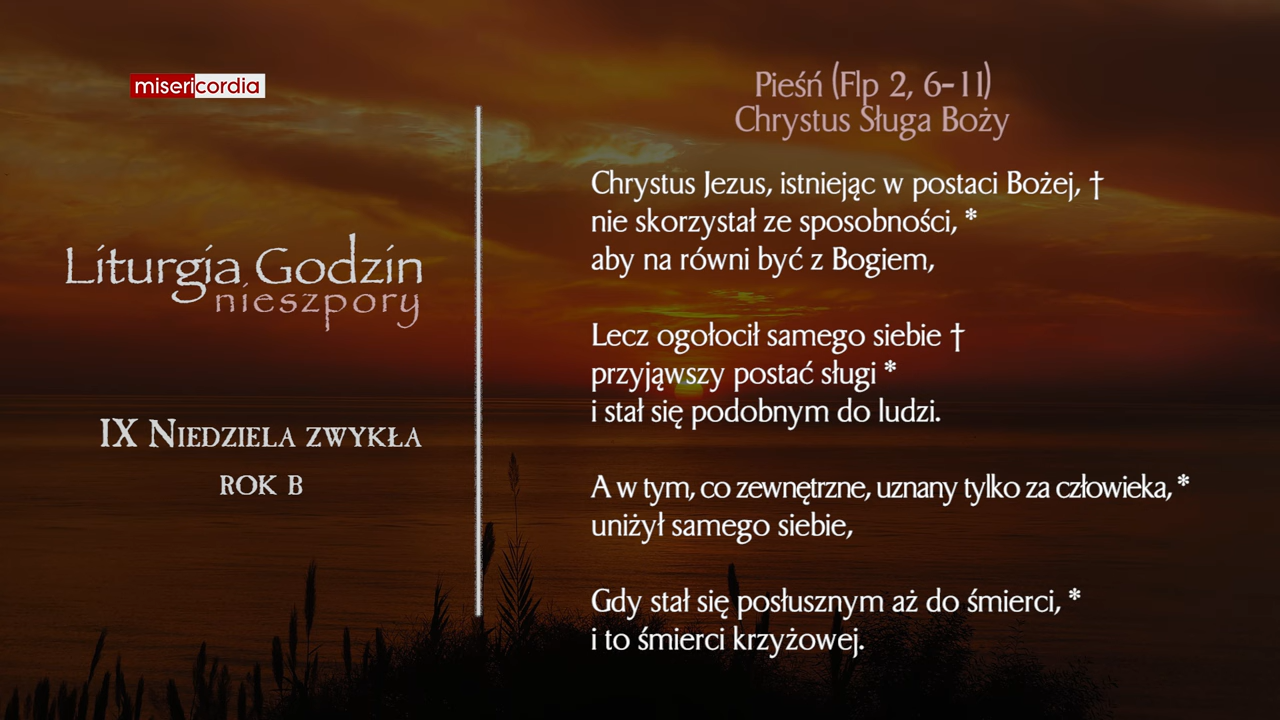 misericordia
Liturgia Godzin
nieszpory
IX Niedziela zwykła
rok B
Pieśń (Flp 2, 6-11)
Chrystus Sługa Boży
Chrystus Jezus, istniejąc w postaci Bożej, †
nie skorzystał ze sposobności, *
aby na równi być z Bogiem,
Lecz ogołocił samego siebie †
przyjąwszy postać sługi *
i stał się podobnym do ludzi.
A w tym, co zewnętrzne, uznany tylko za człowieka, *
uniżył samego siebie,
Gdy stał się posłusznym aż do śmierci, *
i to śmierci krzyżowej.